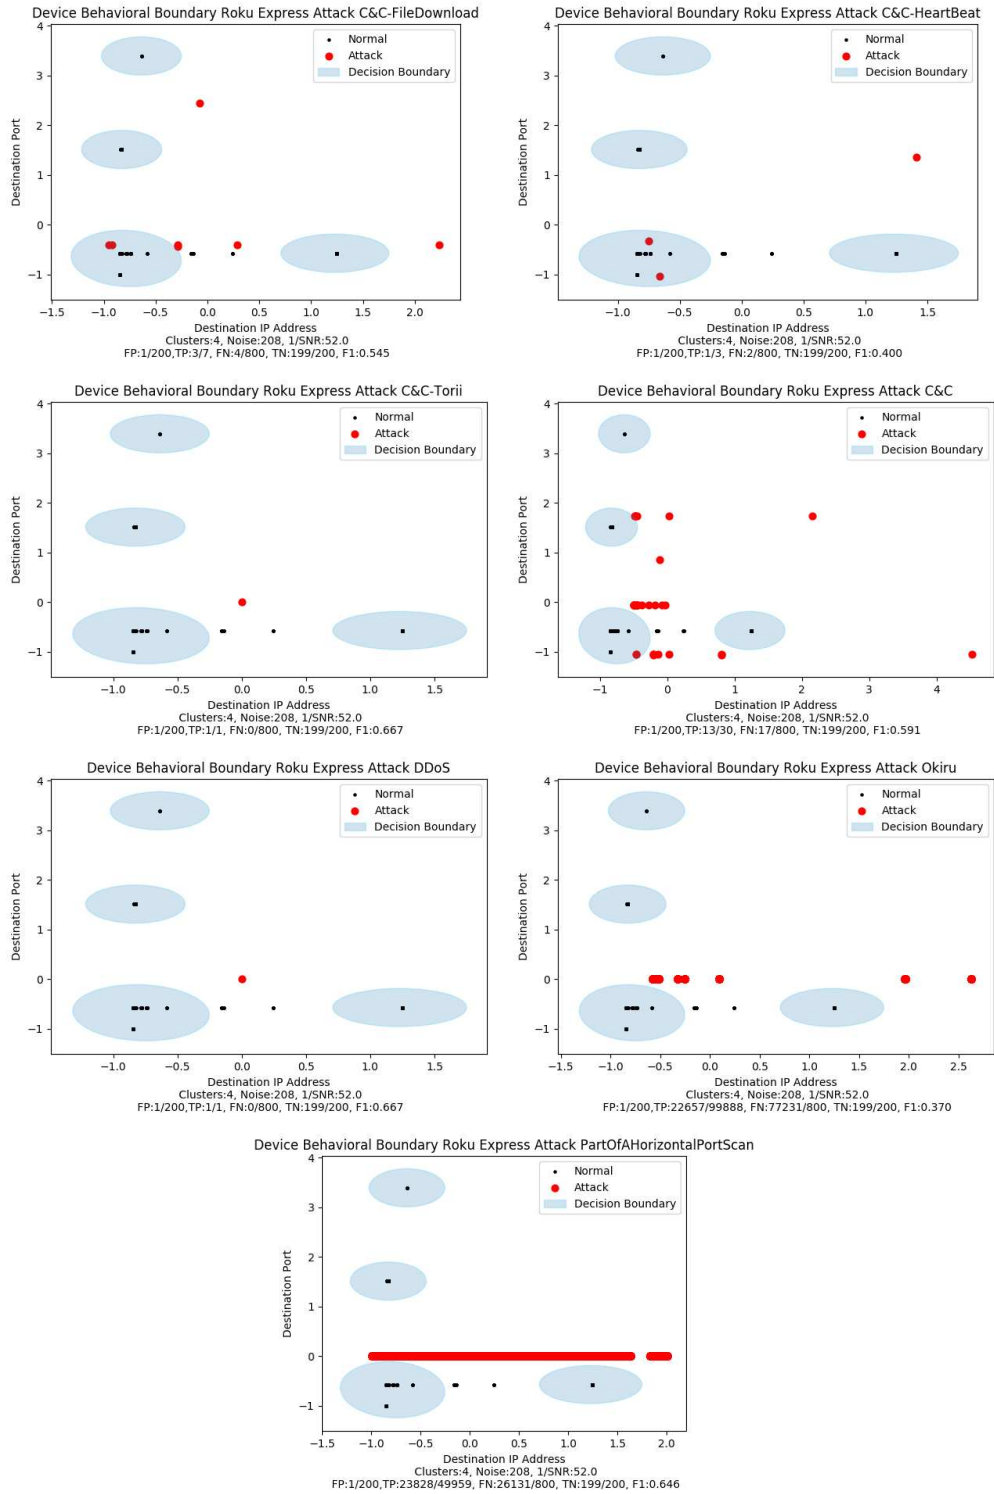 Device Behavioral Boundary Roku Express Attack C&C-FileDownload
Normal
Attack
Decision Boundary
Destination Port
4
3
2
1
0
−1
−1.5 −1.0 −0.5 0.0 0.5 1.0 1.5 2.0
Destination IP Address
Clusters:4, Noise:208, 1/SNR:52.0
FP:1/200,TP:3/7, FN:4/800, TN:199/200, F1:0.545
Device Behavioral Boundary Roku Express Attack C&C-HeartBeat
Normal
Attack
Decision Boundary
Destination Port
4
3
2
1
0
−1
−1.0 −0.5 0.0 0.5 1.0 1.5
Destination IP Address
Clusters:4, Noise:208, 1/SNR:52.0
FP:1/200,TP:1/3, FN:2/800, TN:199/200, F1:0.400
Device Behavioral Boundary Roku Express Attack C&C-Torii
Normal
Attack
Decision Boundary
Destination Port
4
3
2
1
0
−1
−1.0 −0.5 0.0 0.5 1.0 1.5
Destination IP Address
Clusters:4, Noise:208, 1/SNR:52.0
FP:1/200,TP:1/1, FN:0/800, TN:199/200, F1:0.667
Device Behavioral Boundary Roku Express Attack C&C
Normal
Attack
Decision Boundary
Destination Port
4
3
2
1
0
−1
−1 0 1 2 3 4
Destination IP Address
Clusters:4, Noise:208, 1/SNR:52.0
FP:1/200,TP:13/30, FN:17/800, TN:199/200, F1:0.591
Device Behavioral Boundary Roku Express Attack DDoS
Normal
Attack
Decision Boundary
Destination Port
4
3
2
1
0
−1
−1.0 −0.5 0.0 0.5 1.0 1.5
Destination IP Address
Clusters:4, Noise:208, 1/SNR:52.0
FP:1/200,TP:1/1, FN:0/800, TN:199/200, F1:0.667
Device Behavioral Boundary Roku Express Attack Okiru
Normal
Attack
Decision Boundary
Destination Port
4
3
2
1
0
−1
−1.5 −1.0 −0.5 0.0 0.5 1.0 1.5 2.0 2.5
Destination IP Address
Clusters:4, Noise:208, 1/SNR:52.0
FP:1/200,TP:22657/99888, FN:77231/800, TN:199/200, F1:0.370
Device Behavioral Boundary Roku Express Attack PartOfAHorizontalPortScan
Normal
Attack
Decision Boundary
Destination Port
4
3
2
1
0
−1
−1.5 −1.0 −0.5 0.0 0.5 1.0 1.5 2.0
Destination IP Address
Clusters:4, Noise:208, 1/SNR:52.0
FP:1/200,TP:23828/49959, FN:26131/800, TN:199/200, F1:0.646